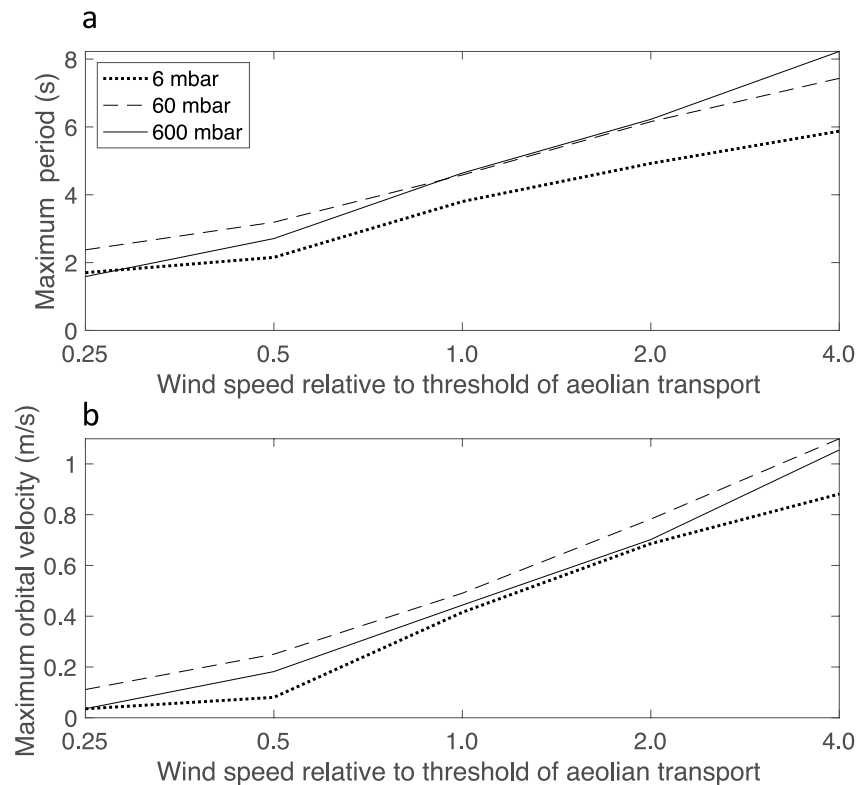 a
Maximum period (s)
8
6
4
2
0
6 mbar
60 mbar
600 mbar
0.25 0.5 1.0 2.0 4.0
Wind speed relative to threshold of aeolian transport
b
Maximum orbital velocity (m/s)
1
0.8
0.6
0.4
0.2
0
0.25 0.5 1.0 2.0 4.0
Wind speed relative to threshold of aeolian transport